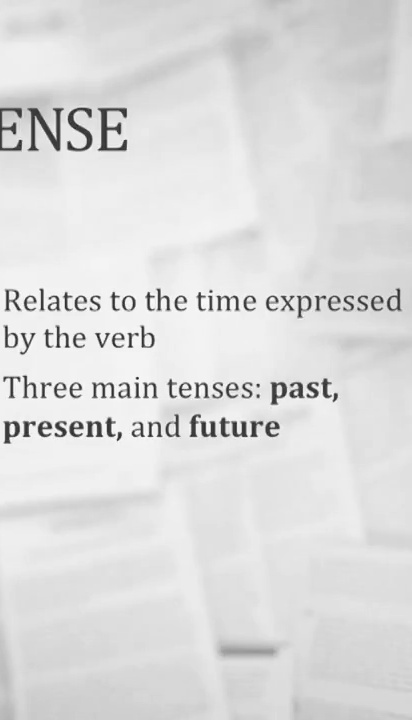 ENSE
Relates to the time expressed
by the verb
Three main tenses: past,
present, and future